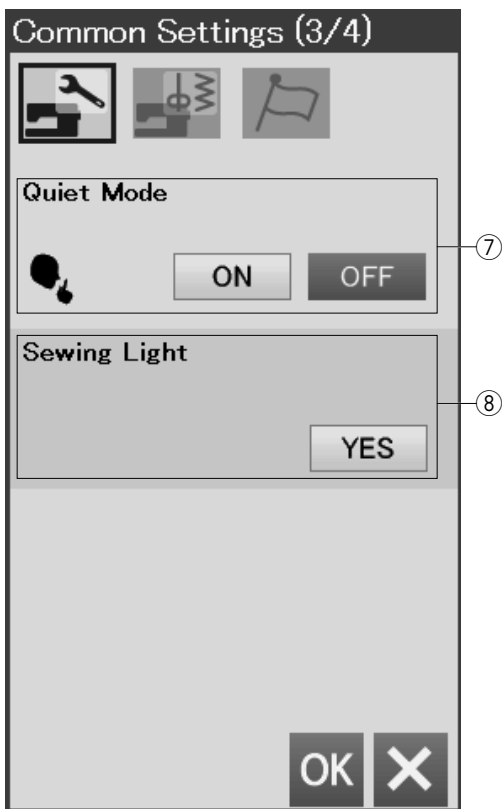 Common Settings (3/4)
Quiet Mode
ON OFF
⑦
Sewing Light
YES
⑧
OK ✕